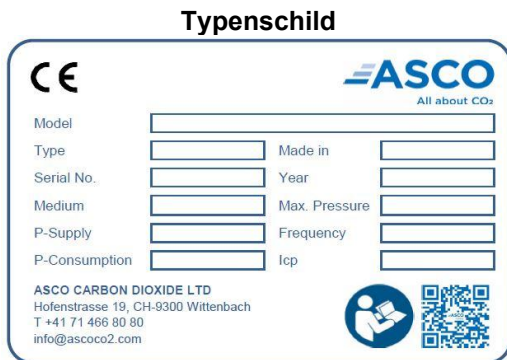 Typenschild
CE
ASCO
All about CO₂
Model
Type Made in
Serial No. Year
Medium Max. Pressure
P-Supply Frequency
P-Consumption Icp
ASCO CARBON DIOXIDE LTD
Hofenstrasse 19, CH-9300 Wittenbach
T +41 71 466 80 80
info@ascoco2.com
ASCO